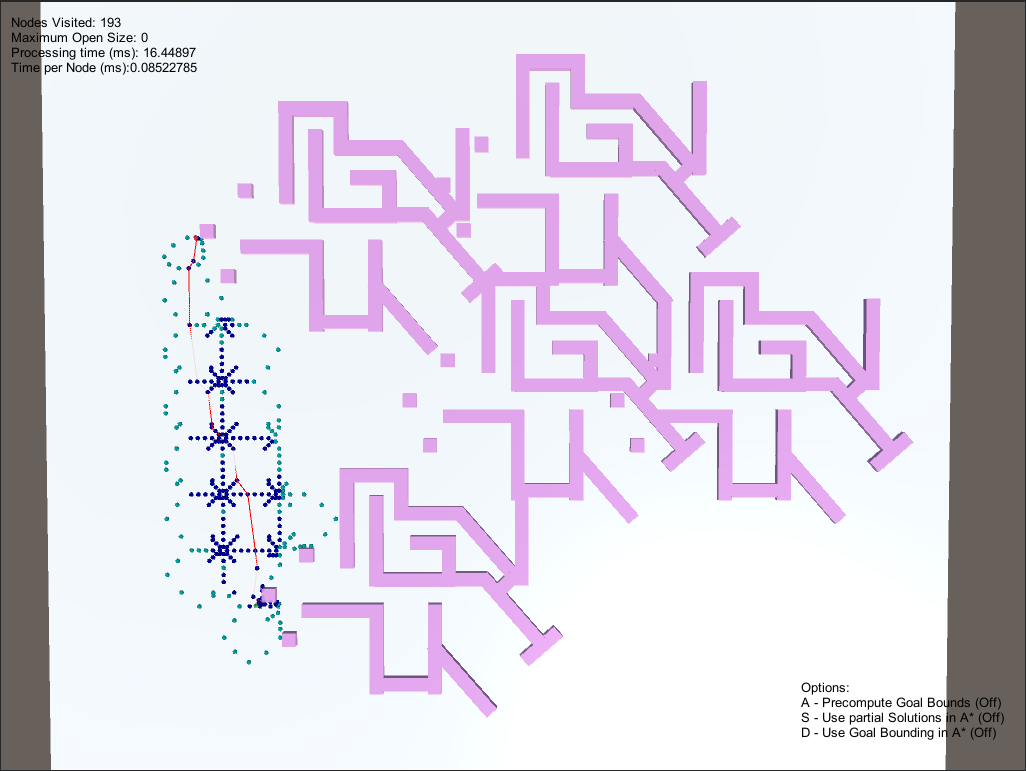 Nodes Visited: 193
Maximum Open Size: 0
Processing time (ms): 16.44897
Time per Node (ms):0.08522785
Options:
A - Precompute Goal Bounds (Off)
S - Use partial Solutions in A* (Off)
D - Use Goal Bounding in A* (Off)